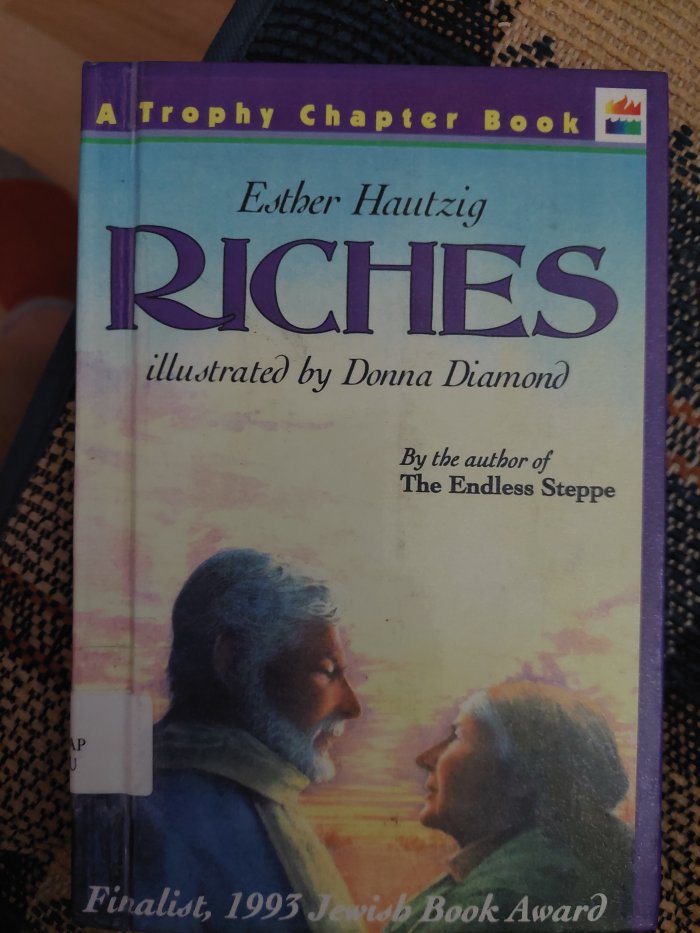 A Trophy Chapter Book
Esther Hautzig
RICHES
illustrated by Donna Diamond
By the author of
The Endless Steppe
AP
U
Finalist, 1993 Jewish Book Award